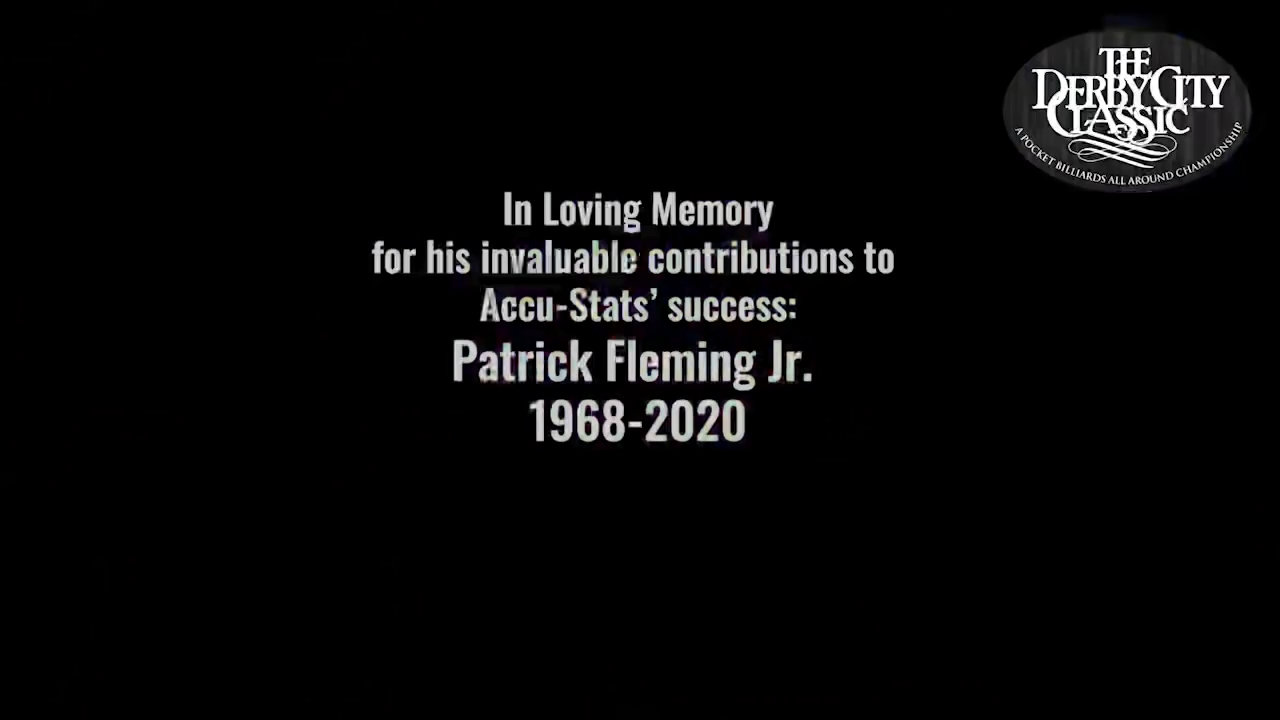 THE
DERBY CITY
CLASSIC
A POCKET BILLIARDS ALL AROUND CHAMPIONSHIP
In Loving Memory
for his invaluable contributions to
Accu-Stats’ success:
Patrick Fleming Jr.
1968-2020